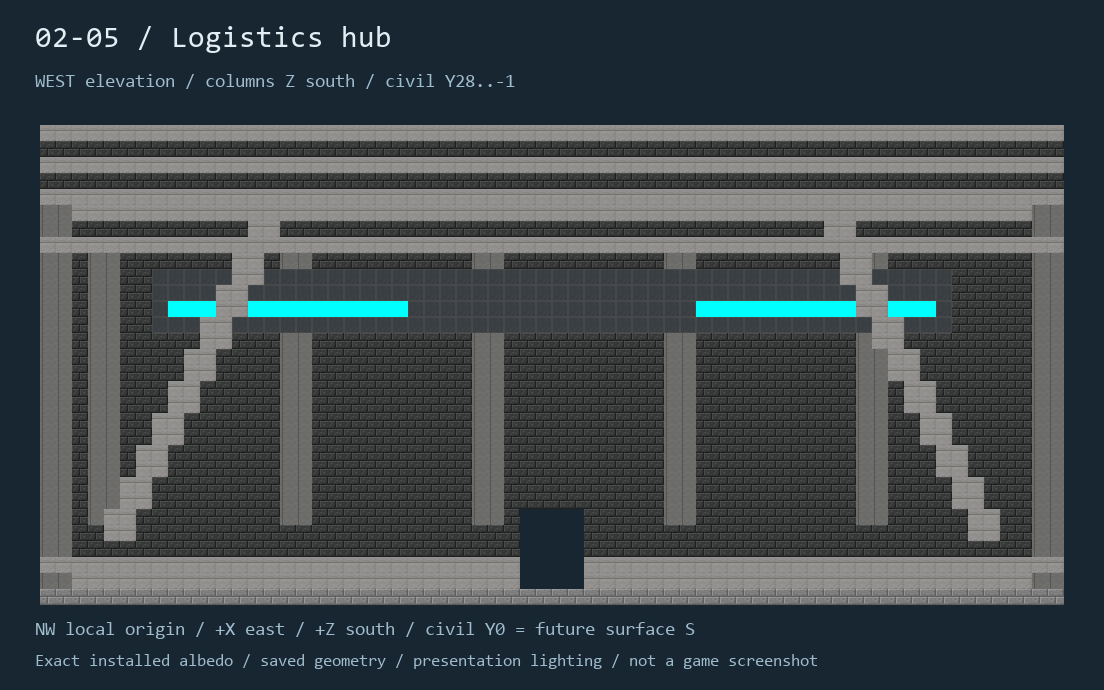 02-05 / Logistics hub
WEST elevation / columns Z south / civil Y28..-1
NW local origin / +X east / +Z south / civil Y0 = future surface S
Exact installed albedo / saved geometry / presentation lighting / not a game screenshot